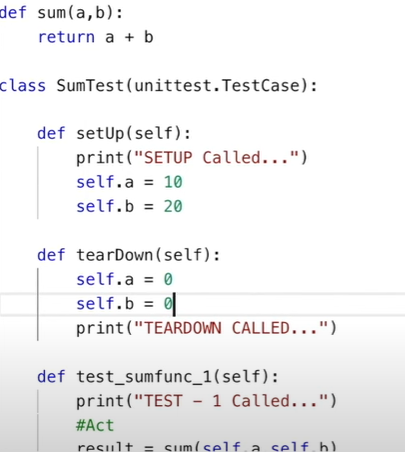 def sum(a,b):
    return a + b
class SumTest(unittest.TestCase):
    def setUp(self):
        print("SETUP Called...")
        self.a = 10
        self.b = 20
    def tearDown(self):
        self.a = 0
        self.b = 0
        print("TEARDOWN CALLED...")
    def test_sumfunc_1(self):
        print("TEST - 1 Called...")
        #Act
        result = sum(self.a,self.b)